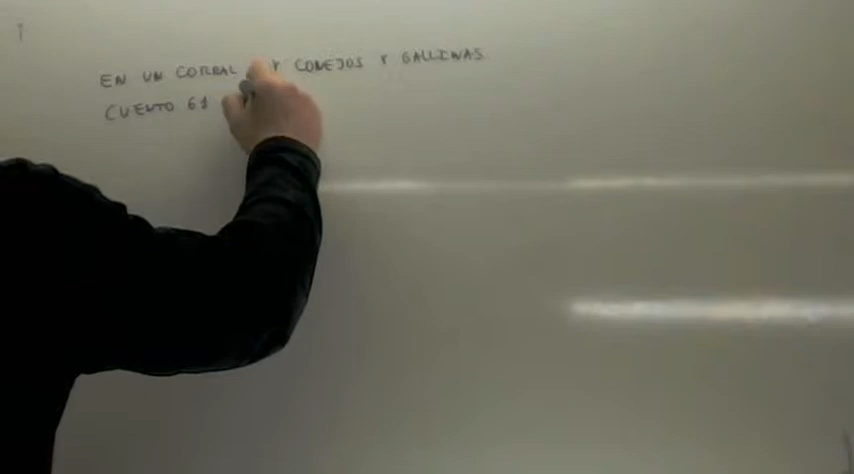 EN UN CORRAL Y CONEJOS Y GALLINAS
CUENTO 61